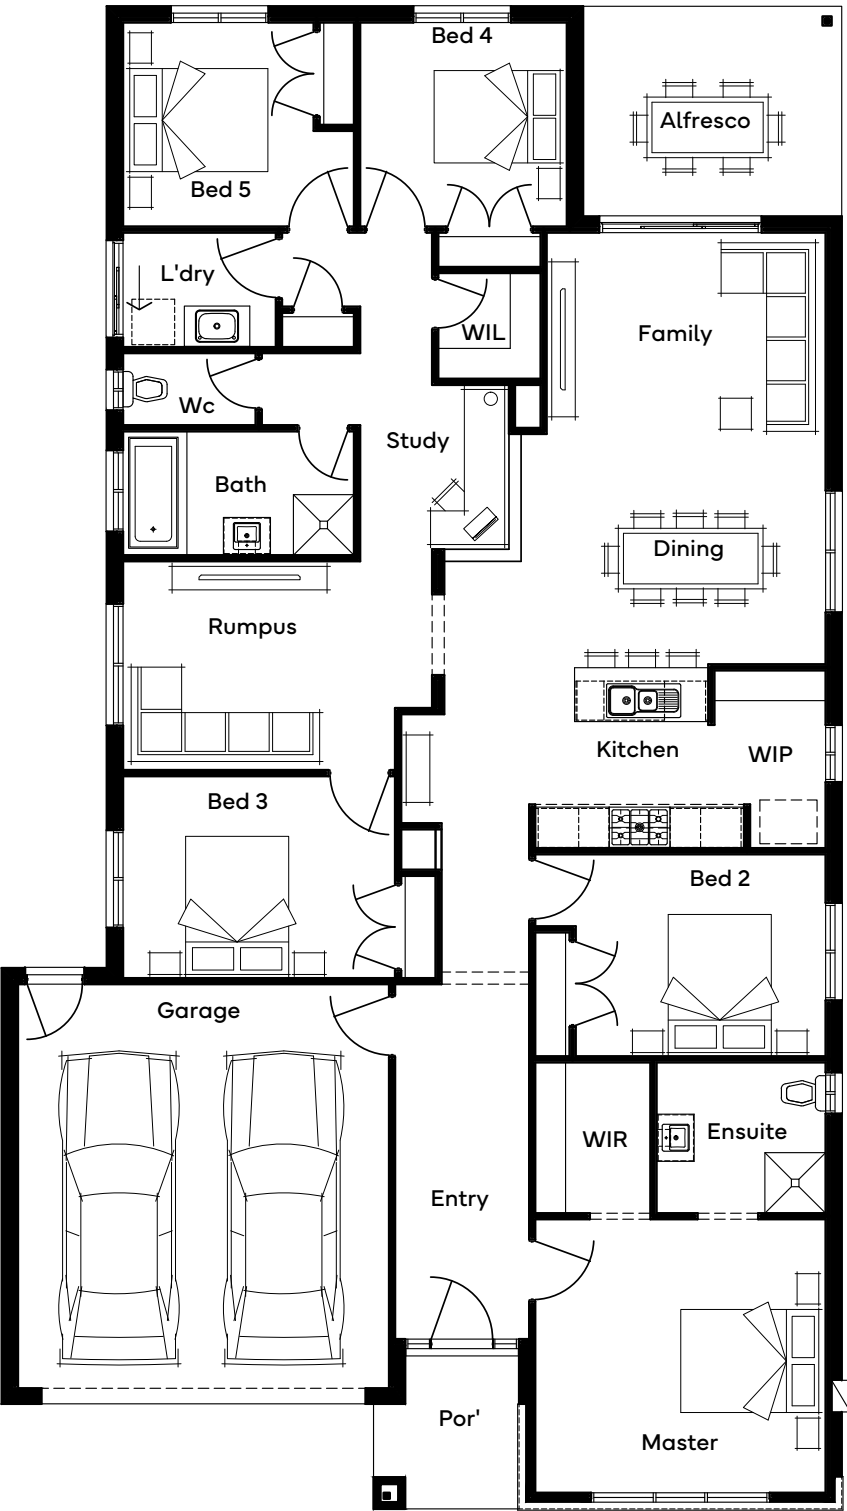 Bed 4
Alfresco
Bed 5
L'dry
WIL
Family
Wc
Study
Bath
Dining
Rumpus
Kitchen
WIP
Bed 3
Bed 2
Garage
WIR
Ensuite
Entry
Por'
Master